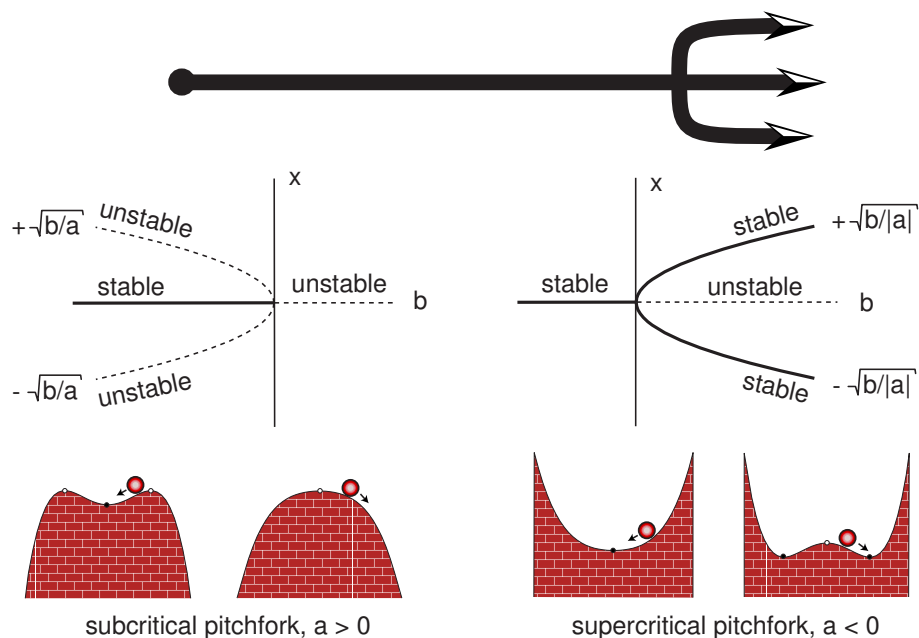 x
unstable
+√b/a
stable
unstable
b
- √b/a
unstable
x
stable
+√b/|a|
stable
unstable
b
stable
- √b/|a|
subcritical pitchfork, a > 0
supercritical pitchfork, a < 0